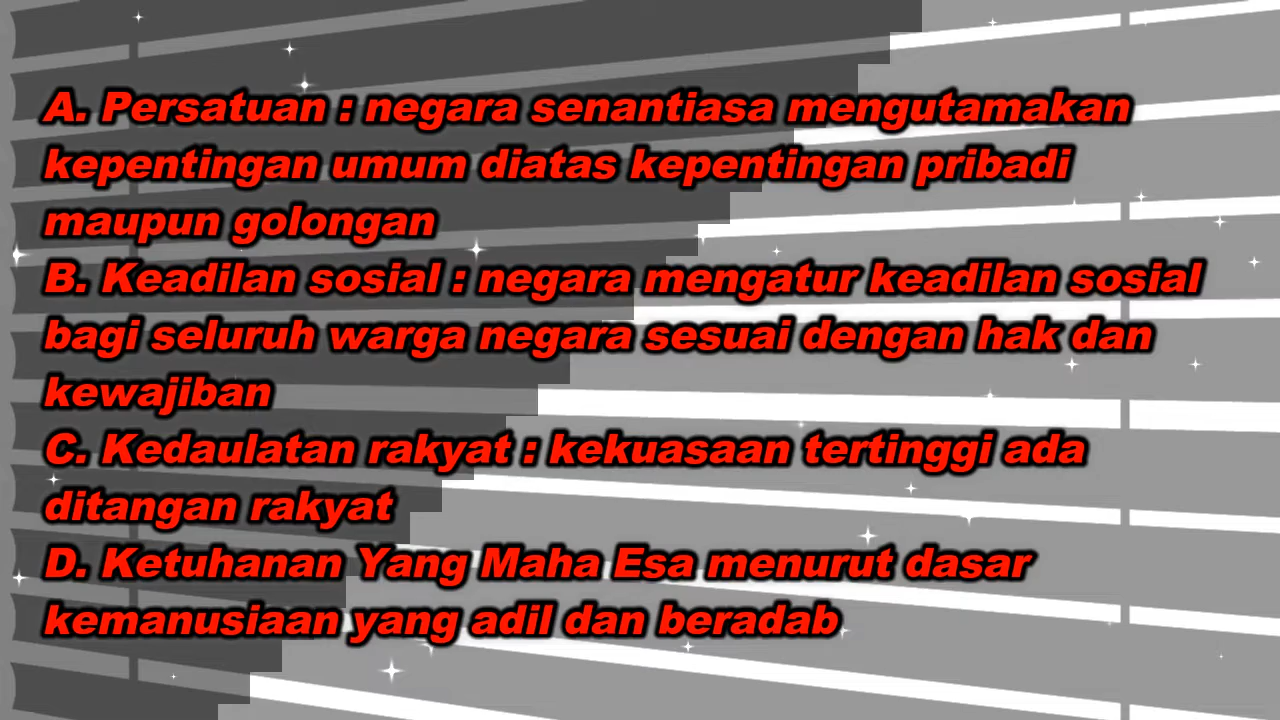 A. Persatuan : negara senantiasa mengutamakan
kepentingan umum diatas kepentingan pribadi
maupun golongan
B. Keadilan sosial : negara mengatur keadilan sosial
bagi seluruh warga negara sesuai dengan hak dan
kewajiban
C. Kedaulatan rakyat : kekuasaan tertinggi ada
ditangan rakyat
D. Ketuhanan Yang Maha Esa menurut dasar
kemanusiaan yang adil dan beradab